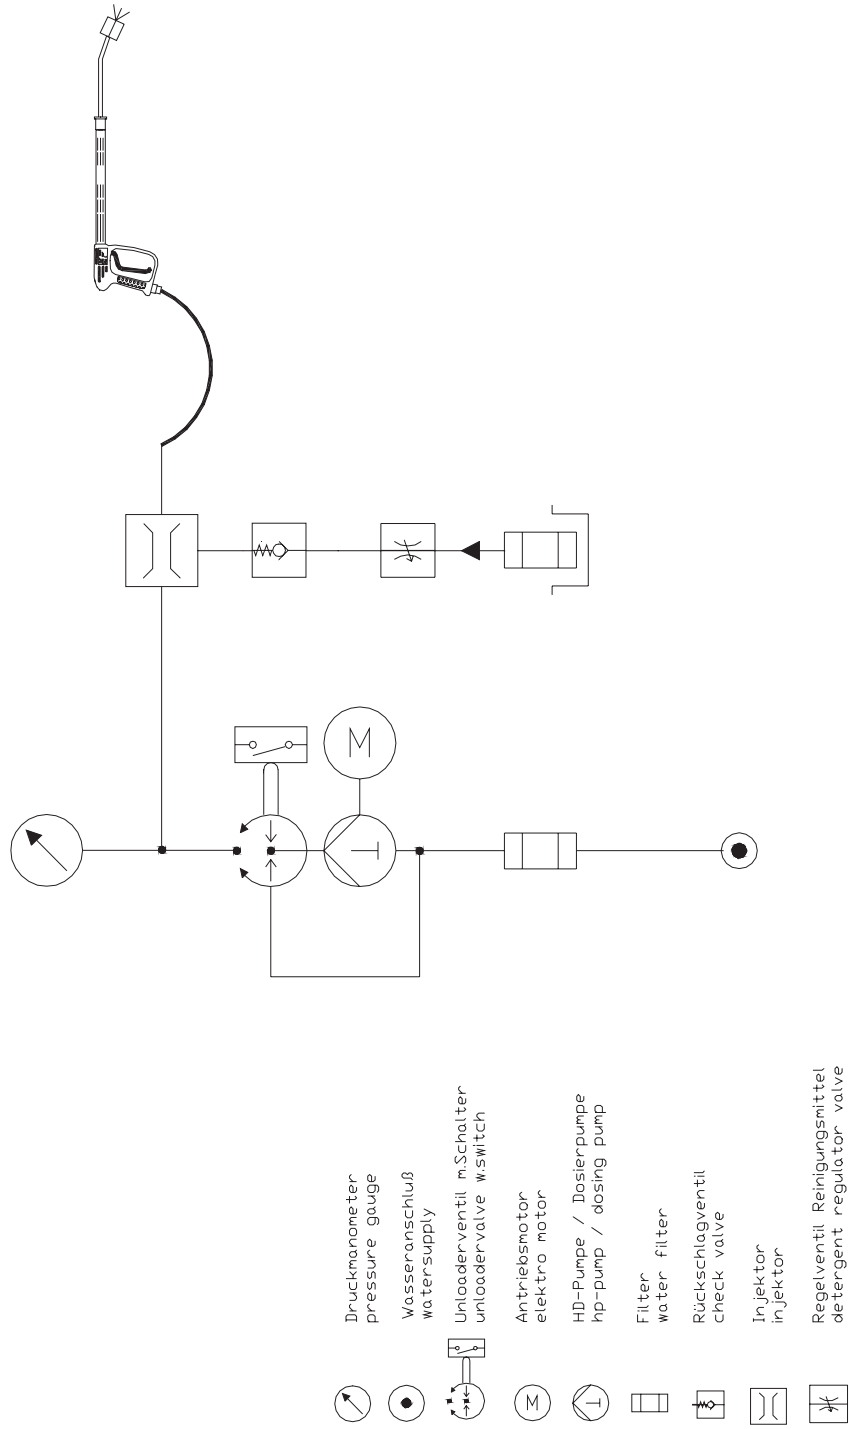 M
Druckmanometer
pressure gauge
Wasseranschluß
watersupply
Unloaderventil m.Schalter
unloadervalve w.switch
M
Antriebsmotor
elektro motor
HD-Pumpe / Dosierpumpe
hp-pump / dosing pump
Filter
water filter
Rückschlagventil
check valve
Injektor
injektor
Regelventil Reinigungsmittel
detergent regulator valve